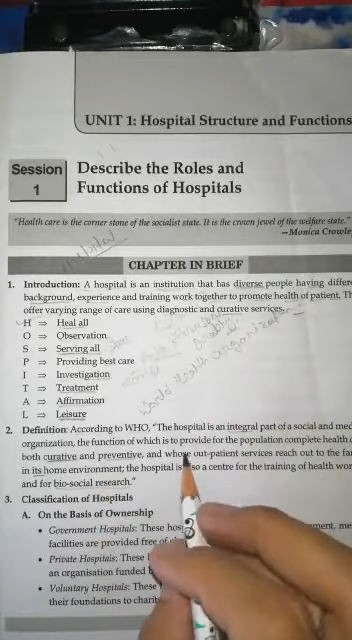 UNIT 1: Hospital Structure and Functions
Session
1
Describe the Roles and
Functions of Hospitals
"Health care is the corner stone of the socialist state. It is the crown jewel of the welfare state."
—Monica Crowle
Hospital
CHAPTER IN BRIEF
1. Introduction: A hospital is an institution that has diverse people having differe
background, experience and training work together to promote health of patient. Th
offer varying range of care using diagnostic and curative services.
H ⇒ Heal all
O ⇒ Observation
S ⇒ Serving all
P ⇒ Providing best care
I ⇒ Investigation
T ⇒ Treatment
A ⇒ Affirmation
L ⇒ Leisure
World Health Organization
2. Definition: According to WHO, "The hospital is an integral part of a social and med
organization, the function of which is to provide for the population complete health c
both curative and preventive, and whose out-patient services reach out to the fa
in its home environment; the hospital is so a centre for the training of health wor
and for bio-social research."
3. Classification of Hospitals
A. On the Basis of Ownership
• Government Hospitals: These hos ment, me
facilities are provided free of
• Private Hospitals: These
an organisation funded b
• Voluntary Hospitals: These
their foundations to charit